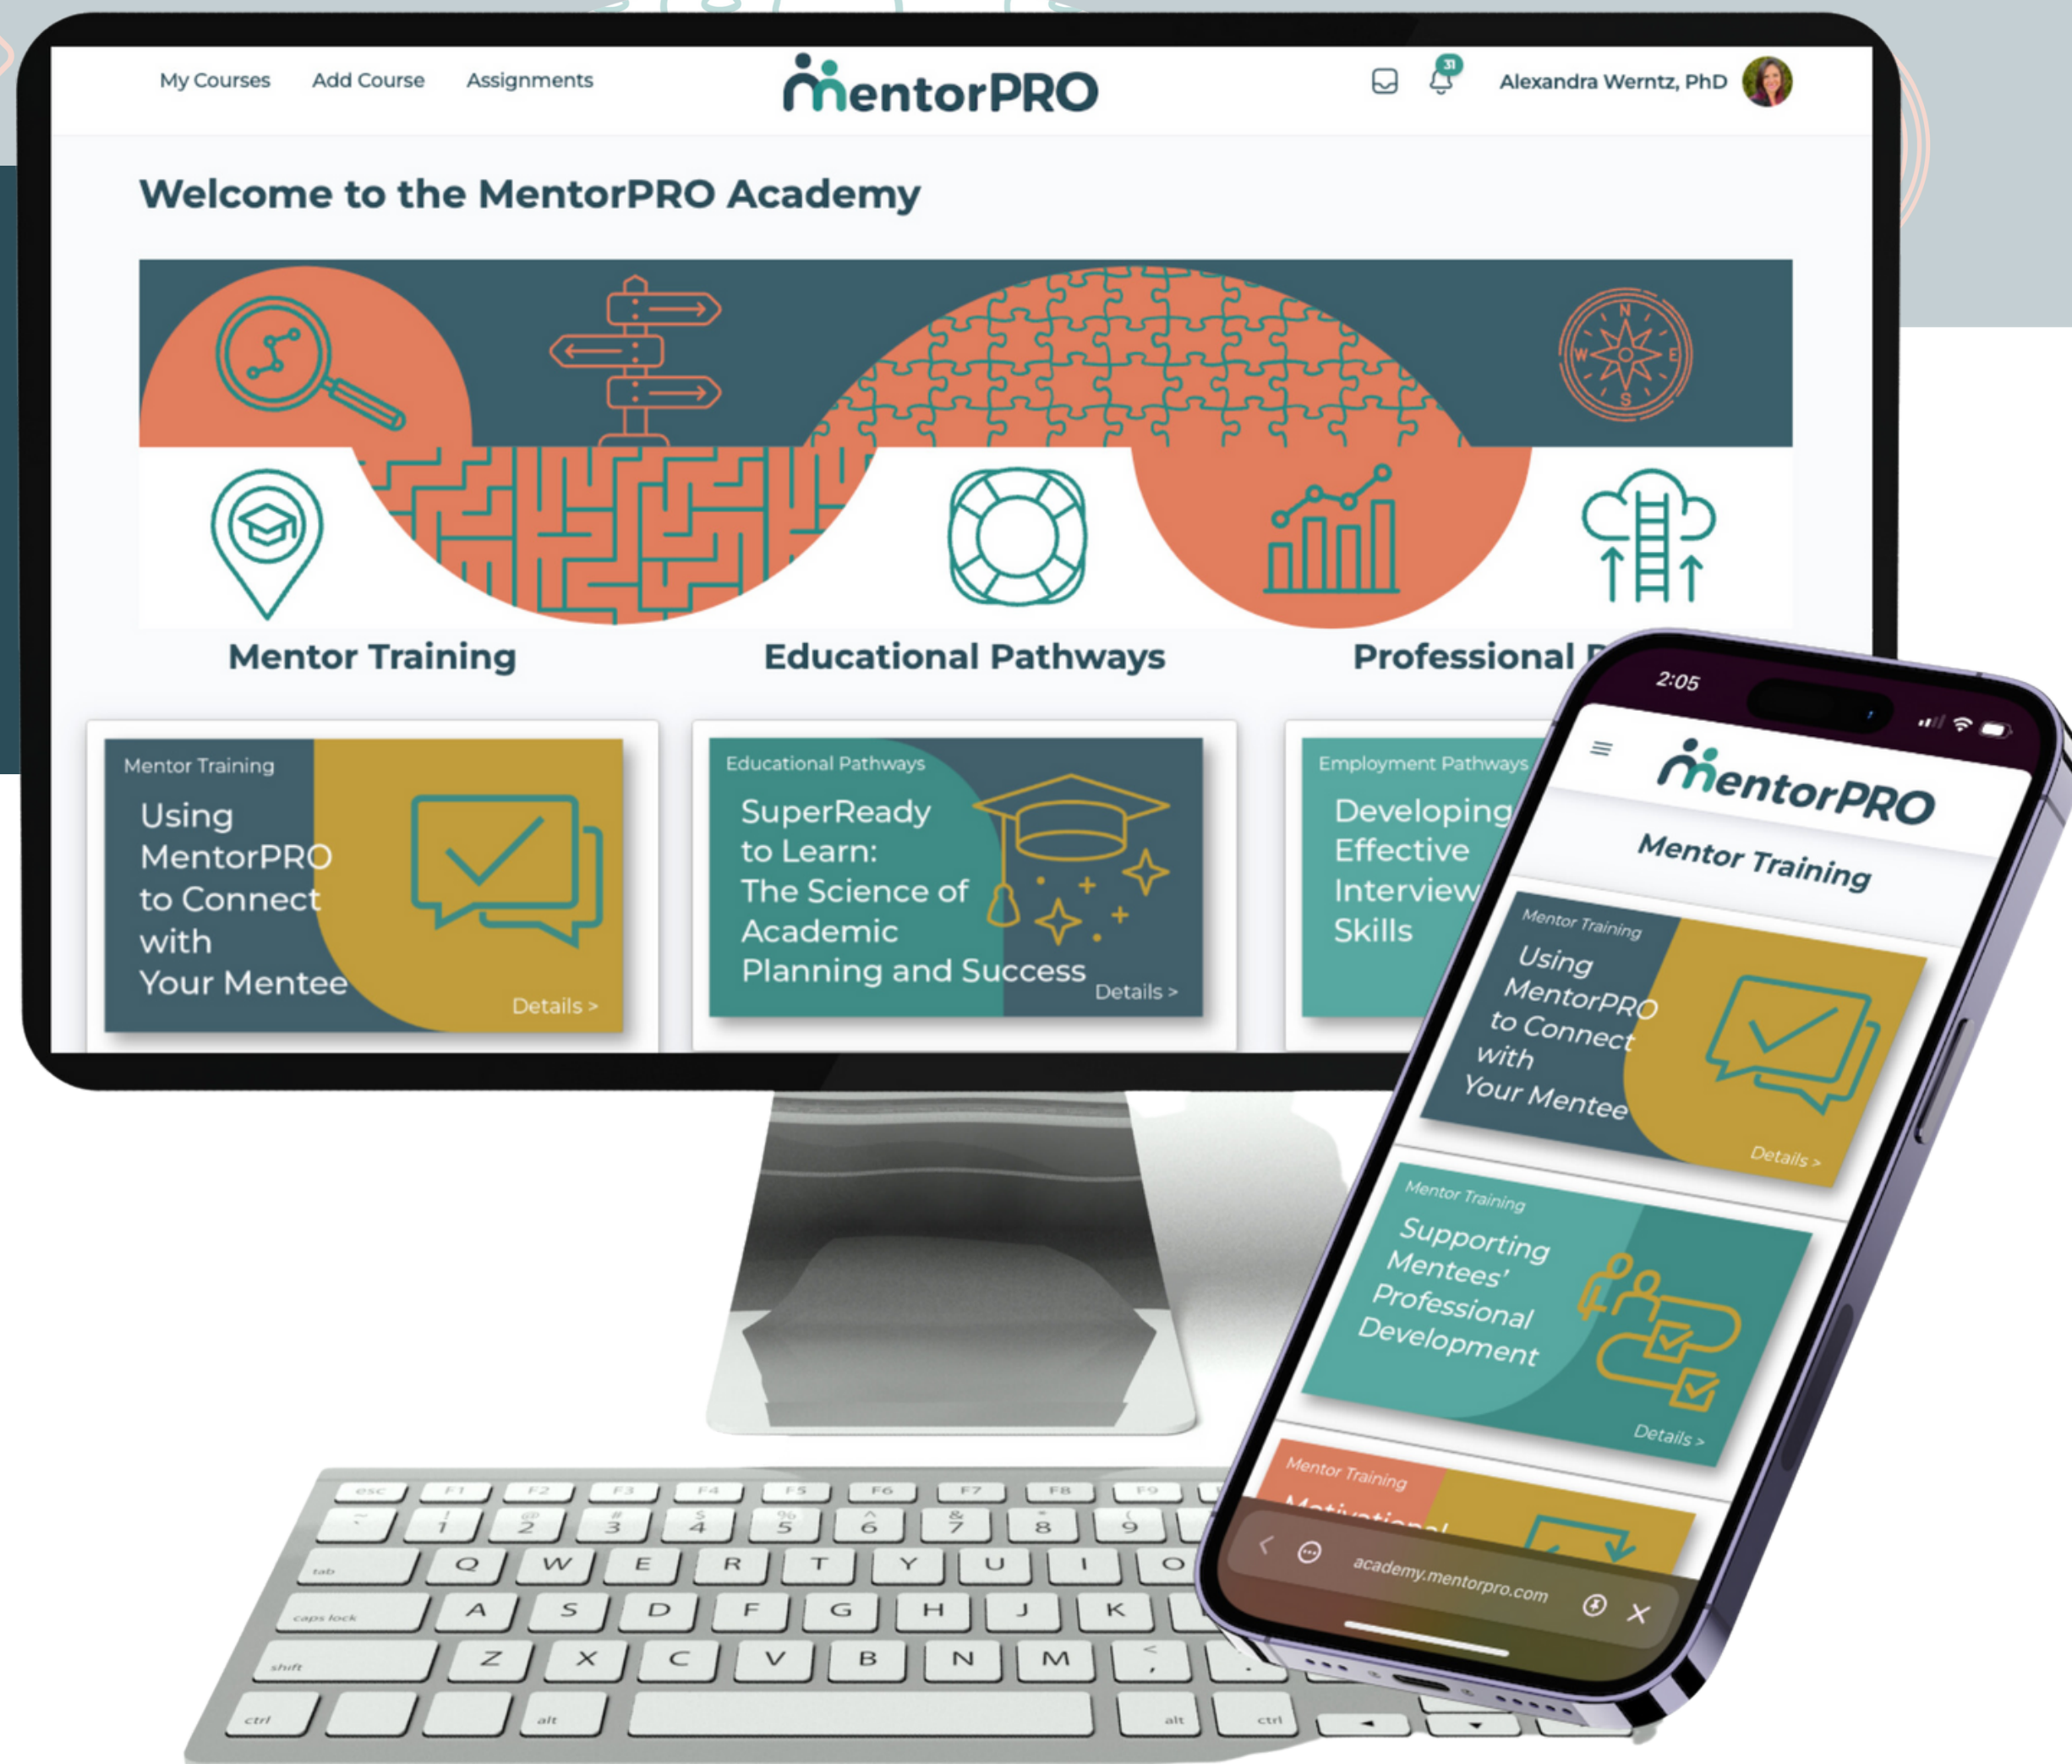 My Courses
Add Course
Assignments
mentorPRO
31
Alexandra Werntz, PhD
Welcome to the MentorPRO Academy
N
W
E
S
Mentor Training
Educational Pathways
Professional
Mentor Training
Using
MentorPRO
to Connect
with
Your Mentee
Details >
Educational Pathways
SuperReady
to Learn:
The Science of
Academic
Planning and Success
Details >
Employment Pathways
Developing
Effective
Interview
Skills
2:05
mentorPRO
Mentor Training
Mentor Training
Using
MentorPRO
to Connect
with
Your Mentee
Details >
Mentor Training
Supporting
Mentees'
Professional
Development
Details >
Mentor Training
Motivational
academy.mentorpro.com
esc F1 F2 F3 F4 F5 F6 F7 F8 F9
~ ! @ # $ % ^ & * (
` 1 2 3 4 5 6 7 8 9
tab Q W E R T Y U I O
caps lock A S D F G H J K
shift Z X C V B N M < ,
.
ctrl alt alt ctrl